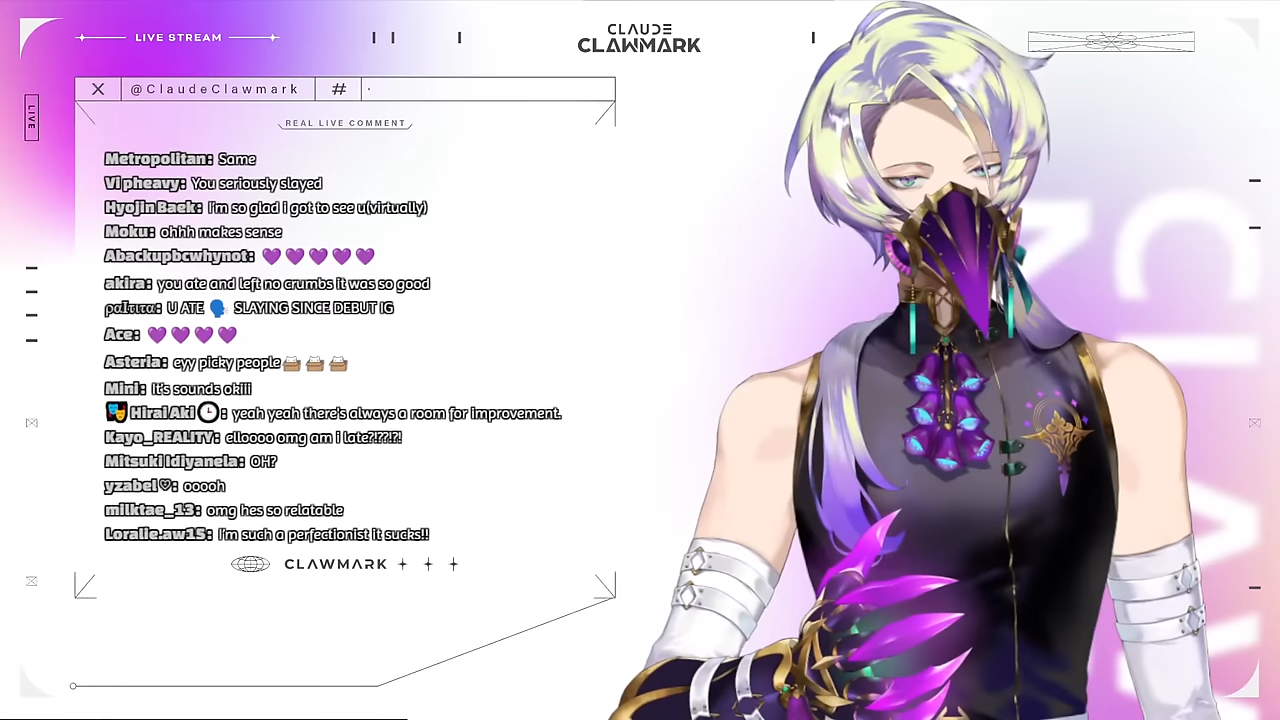 LIVE STREAM
CLAUDE
CLAWMARK
LIVE
X @ClaudeClawmark #
REAL LIVE COMMENT
Metropolitan: Same
Vi pheavy: You seriously slayed
HyojinBaek: I'm so glad i got to see u(virtually)
Moku: ohhh makes sense
Abackupbcwhynot: 💜 💜 💜 💜 💜
akira: you ate and left no crumbs it was so good
U ATE 🗣 SLAYING SINCE DEBUT IG
Ace: 💜 💜 💜 💜
Asteria: eyy picky people
Mini: It's sounds okiii
🎭 Hirai Aki 🕒: yeah yeah there's always a room for improvement.
Kayo_REALITY: elloooo omg am i late?!??!?!
Mitsuki Idiyanela: OH?
yzabel♡: ooooh
milktae_13: omg hes so relatable
Loralie.aw15: I'm such a perfectionist it sucks!!
CLAWMARK